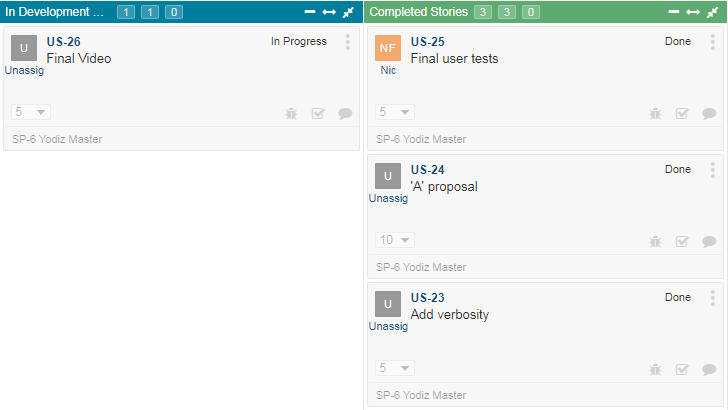 In Development ... 1 1 0
U US-26 In Progress
Final Video
Unassig
5
SP-6 Yodiz Master
Completed Stories 3 3 0
NF US-25 Done
Final user tests
Nic
5
SP-6 Yodiz Master
U US-24 Done
'A' proposal
Unassig
10
SP-6 Yodiz Master
U US-23 Done
Add verbosity
Unassig
5
SP-6 Yodiz Master